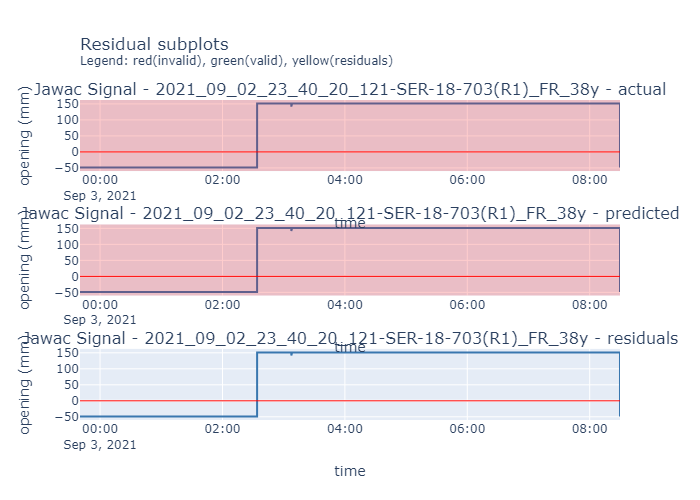 Residual subplots
Legend: red(invalid), green(valid), yellow(residuals)
Jawac Signal - 2021_09_02_23_40_20_121-SER-18-703(R1)_FR_38y - actual
opening (mm)
150
100
50
0
−50
00:00 02:00 04:00 06:00 08:00
Sep 3, 2021
time
Jawac Signal - 2021_09_02_23_40_20_121-SER-18-703(R1)_FR_38y - predicted
opening (mm)
150
100
50
0
−50
00:00 02:00 04:00 06:00 08:00
Sep 3, 2021
time
Jawac Signal - 2021_09_02_23_40_20_121-SER-18-703(R1)_FR_38y - residuals
opening (mm)
150
100
50
0
−50
00:00 02:00 04:00 06:00 08:00
Sep 3, 2021
time